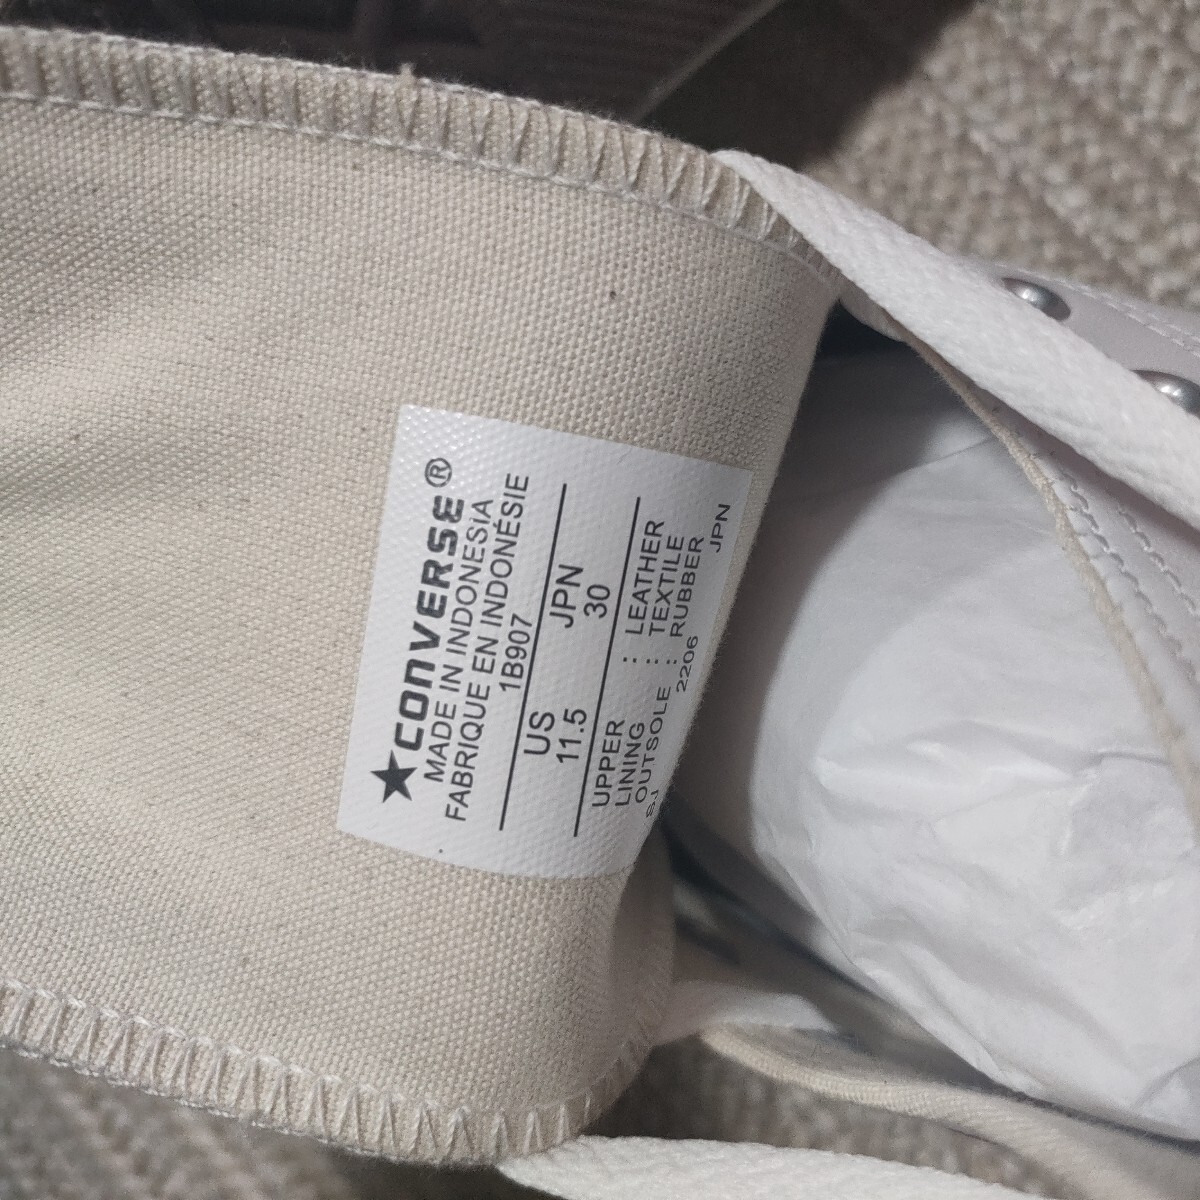 ★CONVERSE®
MADE IN INDONESIA
FABRIQUE EN INDONÉSIE
1B907
US JPN
11.5 30
UPPER : LEATHER
LINING : TEXTILE
OUTSOLE : RUBBER
SJ 2206 JPN